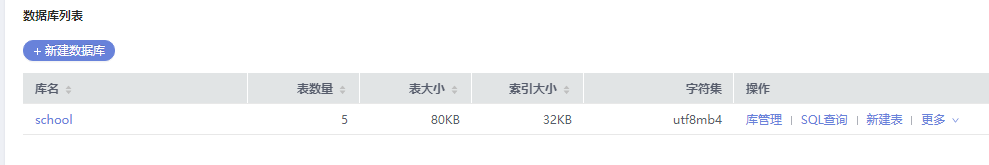 数据库列表
+ 新建数据库
库名 表数量 表大小 索引大小 字符集 操作
school 5 80KB 32KB utf8mb4 库管理 | SQL查询 | 新建表 | 更多